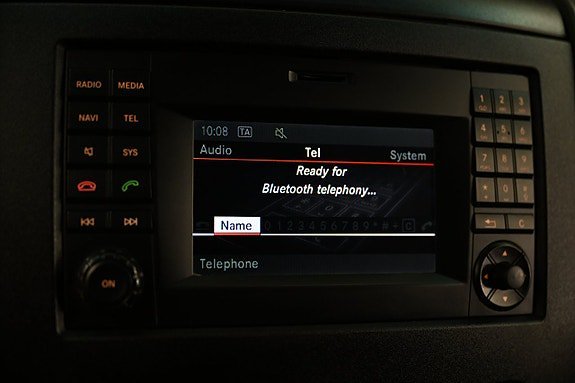 RADIO MEDIA
NAVI TEL
SYS
ON
10:08 TA
Audio Tel System
Ready for
Bluetooth telephony...
Name 0 1 2 3 4 5 6 7 8 9 * # + C
Telephone
1 2 3
4 5 6
7 8 9
* 0 #
C